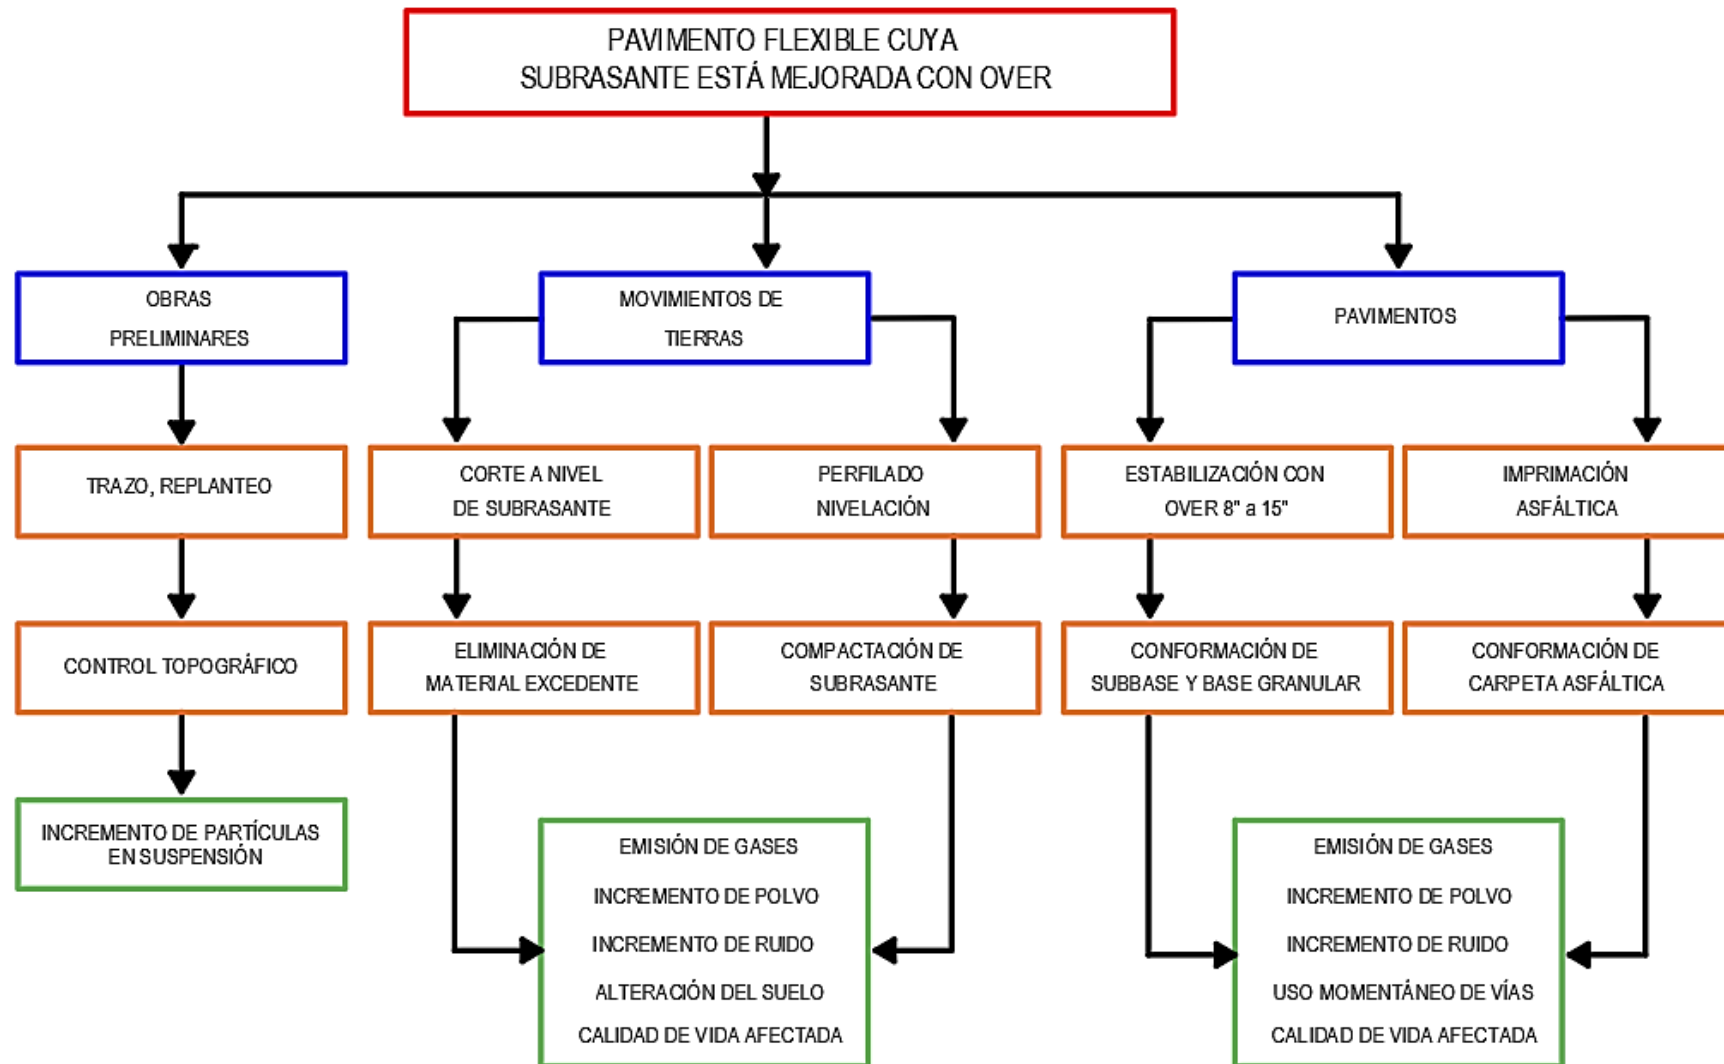 PAVIMENTO FLEXIBLE CUYA
SUBRASANTE ESTÁ MEJORADA CON OVER
OBRAS
PRELIMINARES
MOVIMIENTOS DE
TIERRAS
PAVIMENTOS
TRAZO, REPLANTEO
CORTE A NIVEL
DE SUBRASANTE
PERFILADO
NIVELACIÓN
ESTABILIZACIÓN CON
OVER 8" a 15"
IMPRIMACIÓN
ASFÁLTICA
CONTROL TOPOGRÁFICO
ELIMINACIÓN DE
MATERIAL EXCEDENTE
COMPACTACIÓN DE
SUBRASANTE
CONFORMACIÓN DE
SUBBASE Y BASE GRANULAR
CONFORMACIÓN DE
CARPETA ASFÁLTICA
INCREMENTO DE PARTÍCULAS
EN SUSPENSIÓN
EMISIÓN DE GASES
INCREMENTO DE POLVO
INCREMENTO DE RUIDO
ALTERACIÓN DEL SUELO
CALIDAD DE VIDA AFECTADA
EMISIÓN DE GASES
INCREMENTO DE POLVO
INCREMENTO DE RUIDO
USO MOMENTÁNEO DE VÍAS
CALIDAD DE VIDA AFECTADA